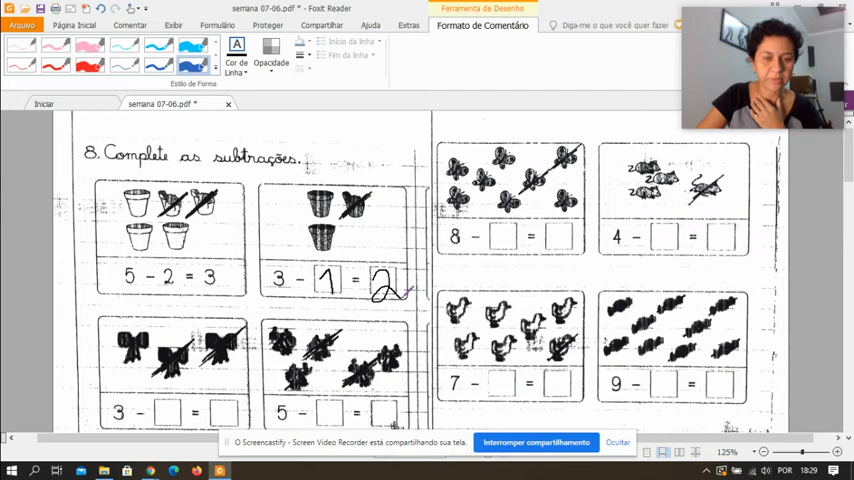 semana 07-06.pdf * - Foxit Reader
Ferramenta de Desenho
Arquivo
Página Inicial
Comentar
Exibir
Formulário
Proteger
Compartilhar
Ajuda
Extras
Formato de Comentário
Diga-me o que você quer fazer
Cor de Linha
Opacidade
Início da linha
Fim da linha
Estilo de Forma
Iniciar
semana 07-06.pdf *
8. Complete as subtrações.
5 - 2 = 3
3 - 1 = 2
8 - =
4 - =
3 - =
5 - =
7 - =
9 - =
O Screencastify - Screen Video Recorder está compartilhando sua tela.
Interromper compartilhamento
Ocultar
125%
POR
18:29